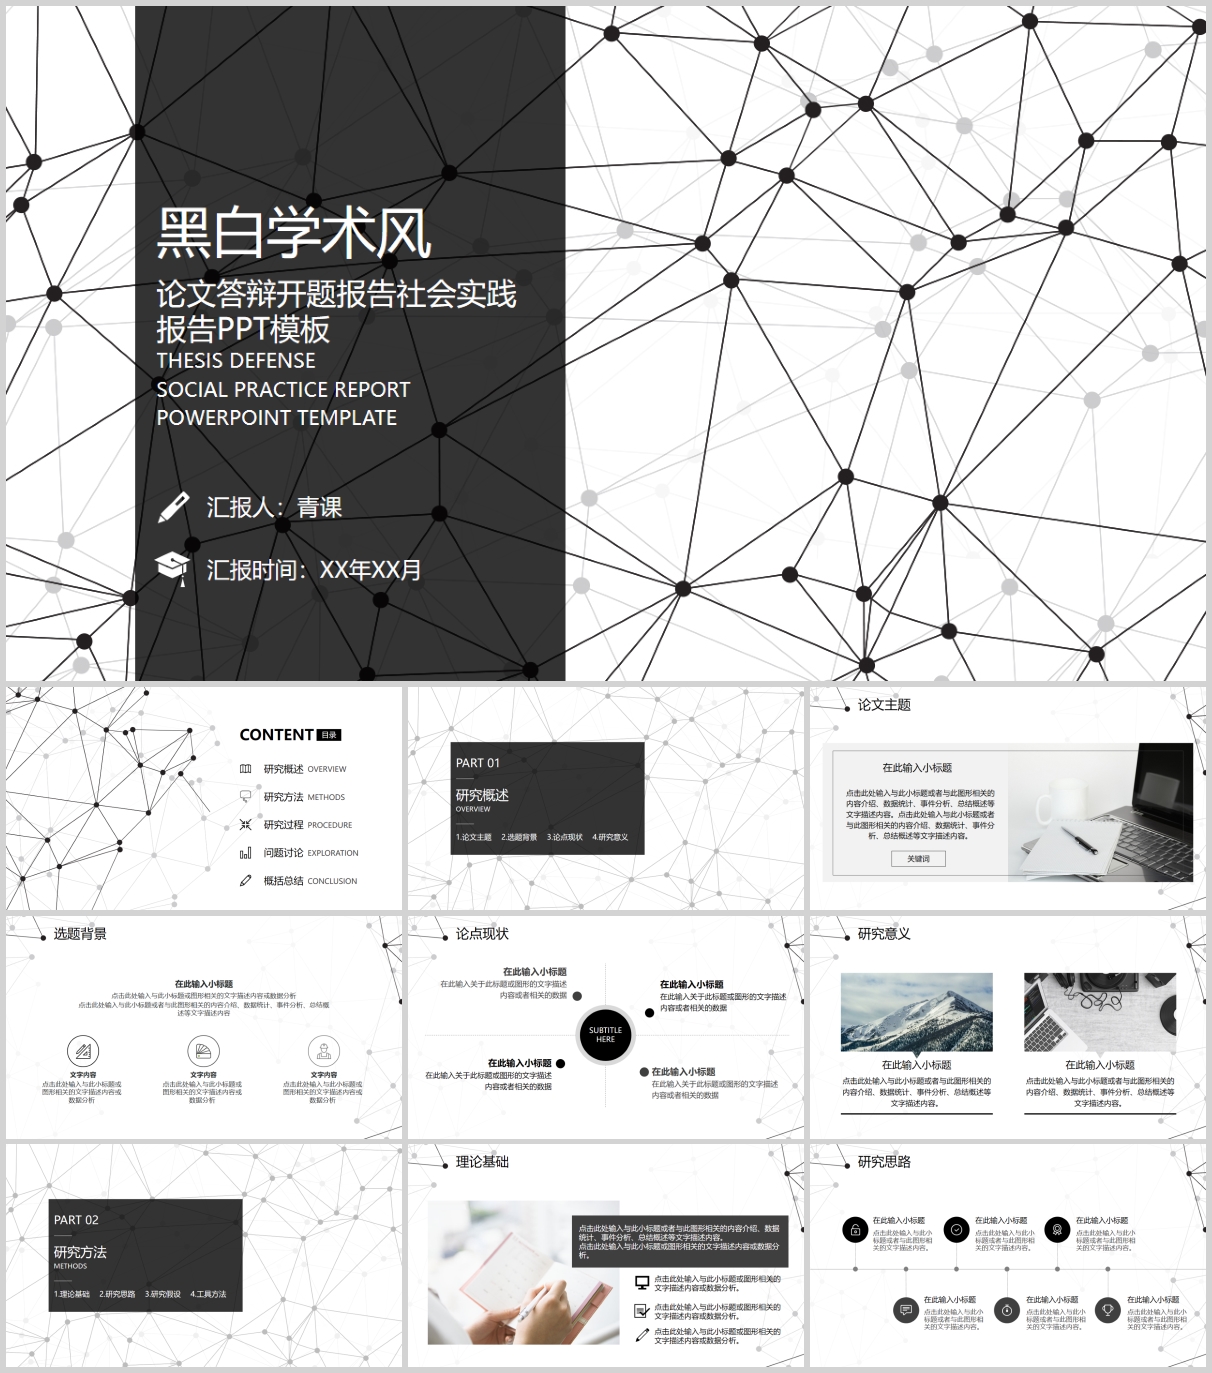 黑白学术风
论文答辩开题报告社会实践
报告PPT模板
THESIS DEFENSE
SOCIAL PRACTICE REPORT
POWERPOINT TEMPLATE
汇报人：青课
汇报时间：XX年XX月
CONTENT 目录
研究概述 OVERVIEW
研究方法 METHODS
研究过程 PROCEDURE
问题讨论 EXPLORATION
概括总结 CONCLUSION
PART 01
研究概述
OVERVIEW
1.论文主题 2.选题背景 3.论点现状 4.研究意义
论文主题
在此输入小标题
点击此处输入与此小标题或者与此图形相关的
内容介绍、数据统计、事件分析、总结概述等
文字描述内容。点击此处输入与此小标题或者
与此图形相关的内容介绍、数据统计、事件分
析、总结概述等文字描述内容。
关键词
选题背景
在此输入小标题
点击此处输入与此小标题或图形相关的文字描述内容或数据分析
点击此处输入与此小标题或者与此图形相关的内容介绍、数据统计、事件分析、总结概
述等文字描述内容
文字内容
点击此处输入与此小标题或
图形相关的文字描述内容或
数据分析
文字内容
点击此处输入与此小标题或
图形相关的文字描述内容或
数据分析
文字内容
点击此处输入与此小标题或
图形相关的文字描述内容或
数据分析
论点现状
在此输入小标题
在此输入关于此标题或图形的文字描述
内容或者相关的数据
在此输入小标题
在此输入关于此标题或图形的文字描述
内容或者相关的数据
SUBTITLE
HERE
在此输入小标题
在此输入关于此标题或图形的文字描述
内容或者相关的数据
在此输入小标题
在此输入关于此标题或图形的文字描述
内容或者相关的数据
研究意义
在此输入小标题
点击此处输入与此小标题或者与此图形相关的
内容介绍、数据统计、事件分析、总结概述等
文字描述内容。
在此输入小标题
点击此处输入与此小标题或者与此图形相关的
内容介绍、数据统计、事件分析、总结概述等
文字描述内容。
PART 02
研究方法
METHODS
1.理论基础 2.研究思路 3.研究假设 4.工具方法
理论基础
点击此处输入与此小标题或者与此图形相关的内容介绍、数据
统计、事件分析、总结概述等文字描述内容。
点击此处输入与此小标题或图形相关的文字描述内容或数据分
析。
点击此处输入与此小标题或图形相关的
文字描述内容或数据分析。
点击此处输入与此小标题或图形相关的
文字描述内容或数据分析。
点击此处输入与此小标题或图形相关的
文字描述内容或数据分析。
研究思路
在此输入小标题
点击此处输入与此小
标题或者与此图形相
关的文字描述内容。
在此输入小标题
点击此处输入与此小
标题或者与此图形相
关的文字描述内容。
在此输入小标题
点击此处输入与此小
标题或者与此图形相
关的文字描述内容。
在此输入小标题
点击此处输入与此小
标题或者与此图形相
关的文字描述内容。
在此输入小标题
点击此处输入与此小
标题或者与此图形相
关的文字描述内容。
在此输入小标题
点击此处输入与此小
标题或者与此图形相
关的文字描述内容。